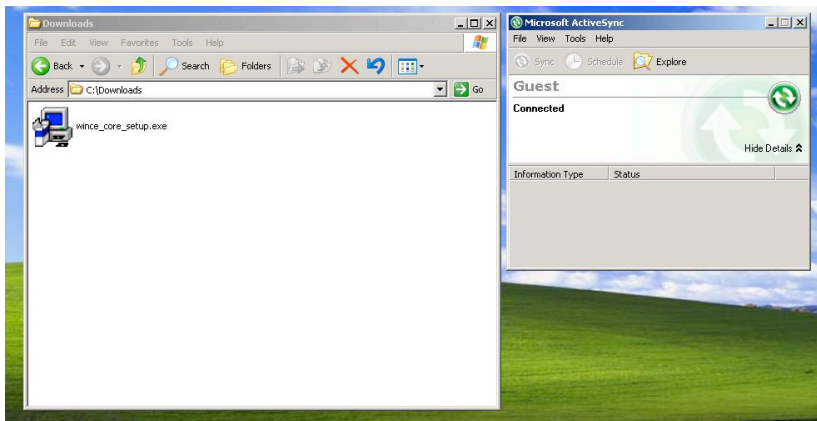 Downloads
File Edit View Favorites Tools Help
Back Search Folders
Address C:\Downloads Go
wince_core_setup.exe
Microsoft ActiveSync
File View Tools Help
Sync Schedule Explore
Guest
Connected
Hide Details
Information Type Status